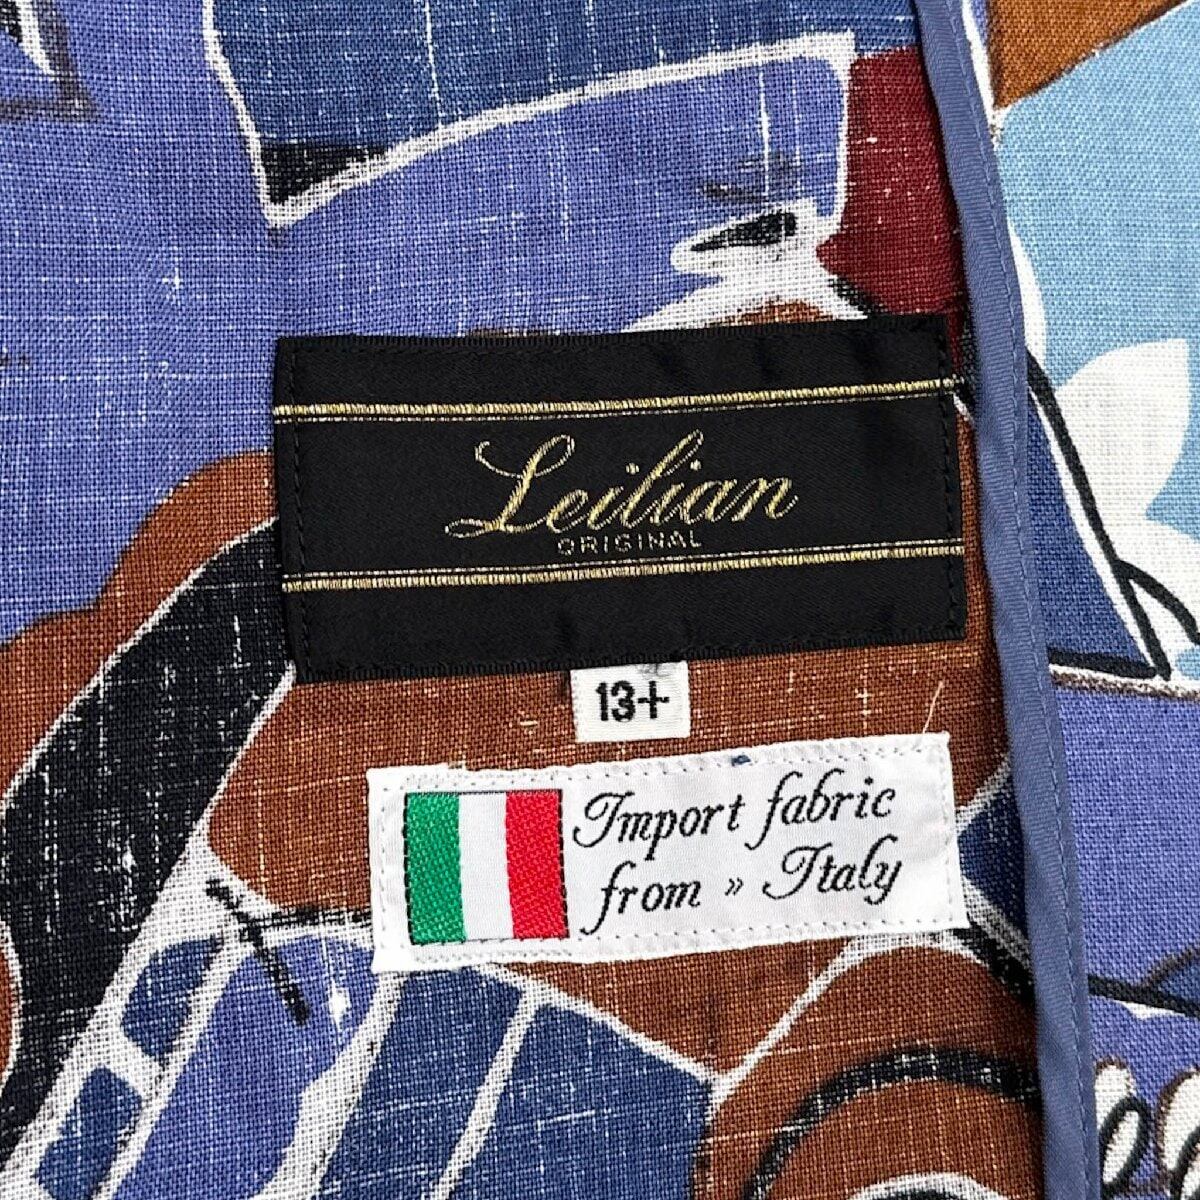 Leilian
ORIGINAL
13+
Import fabric
from » Italy